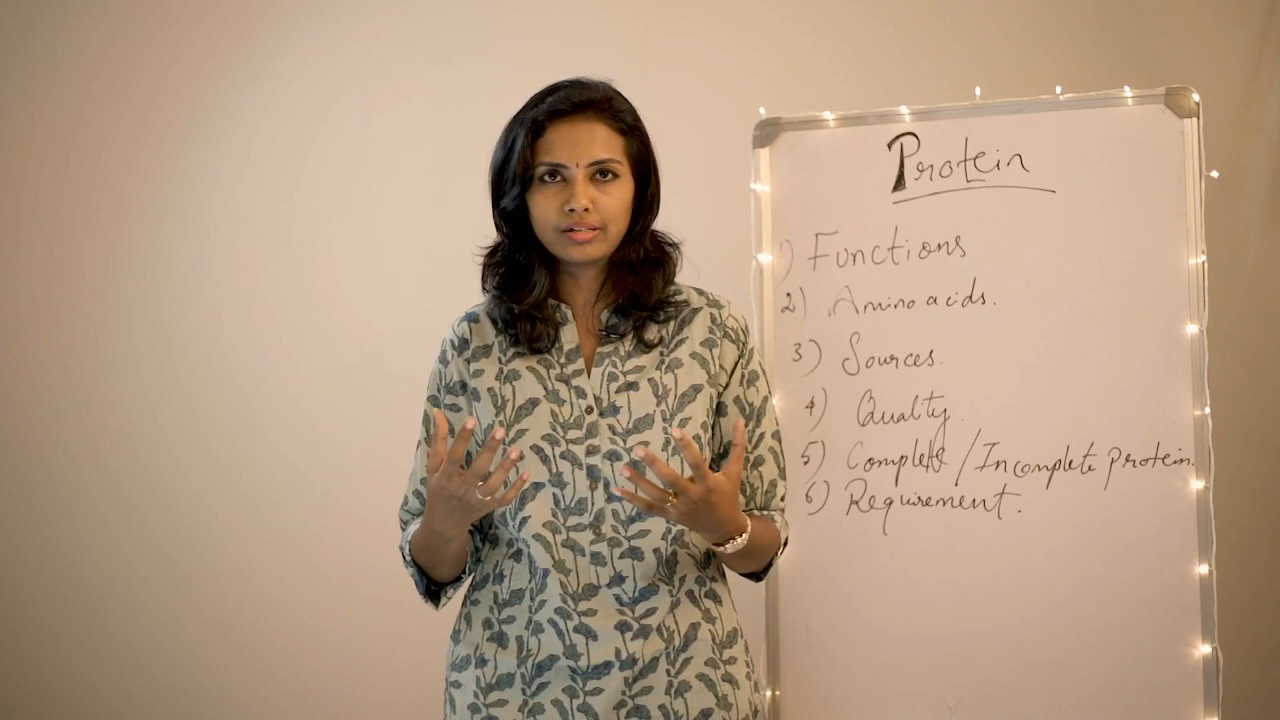 Protein
1) Functions
2) Amino acids.
3) Sources.
4) Quality.
5) Complete / Incomplete protein.
6) Requirement.